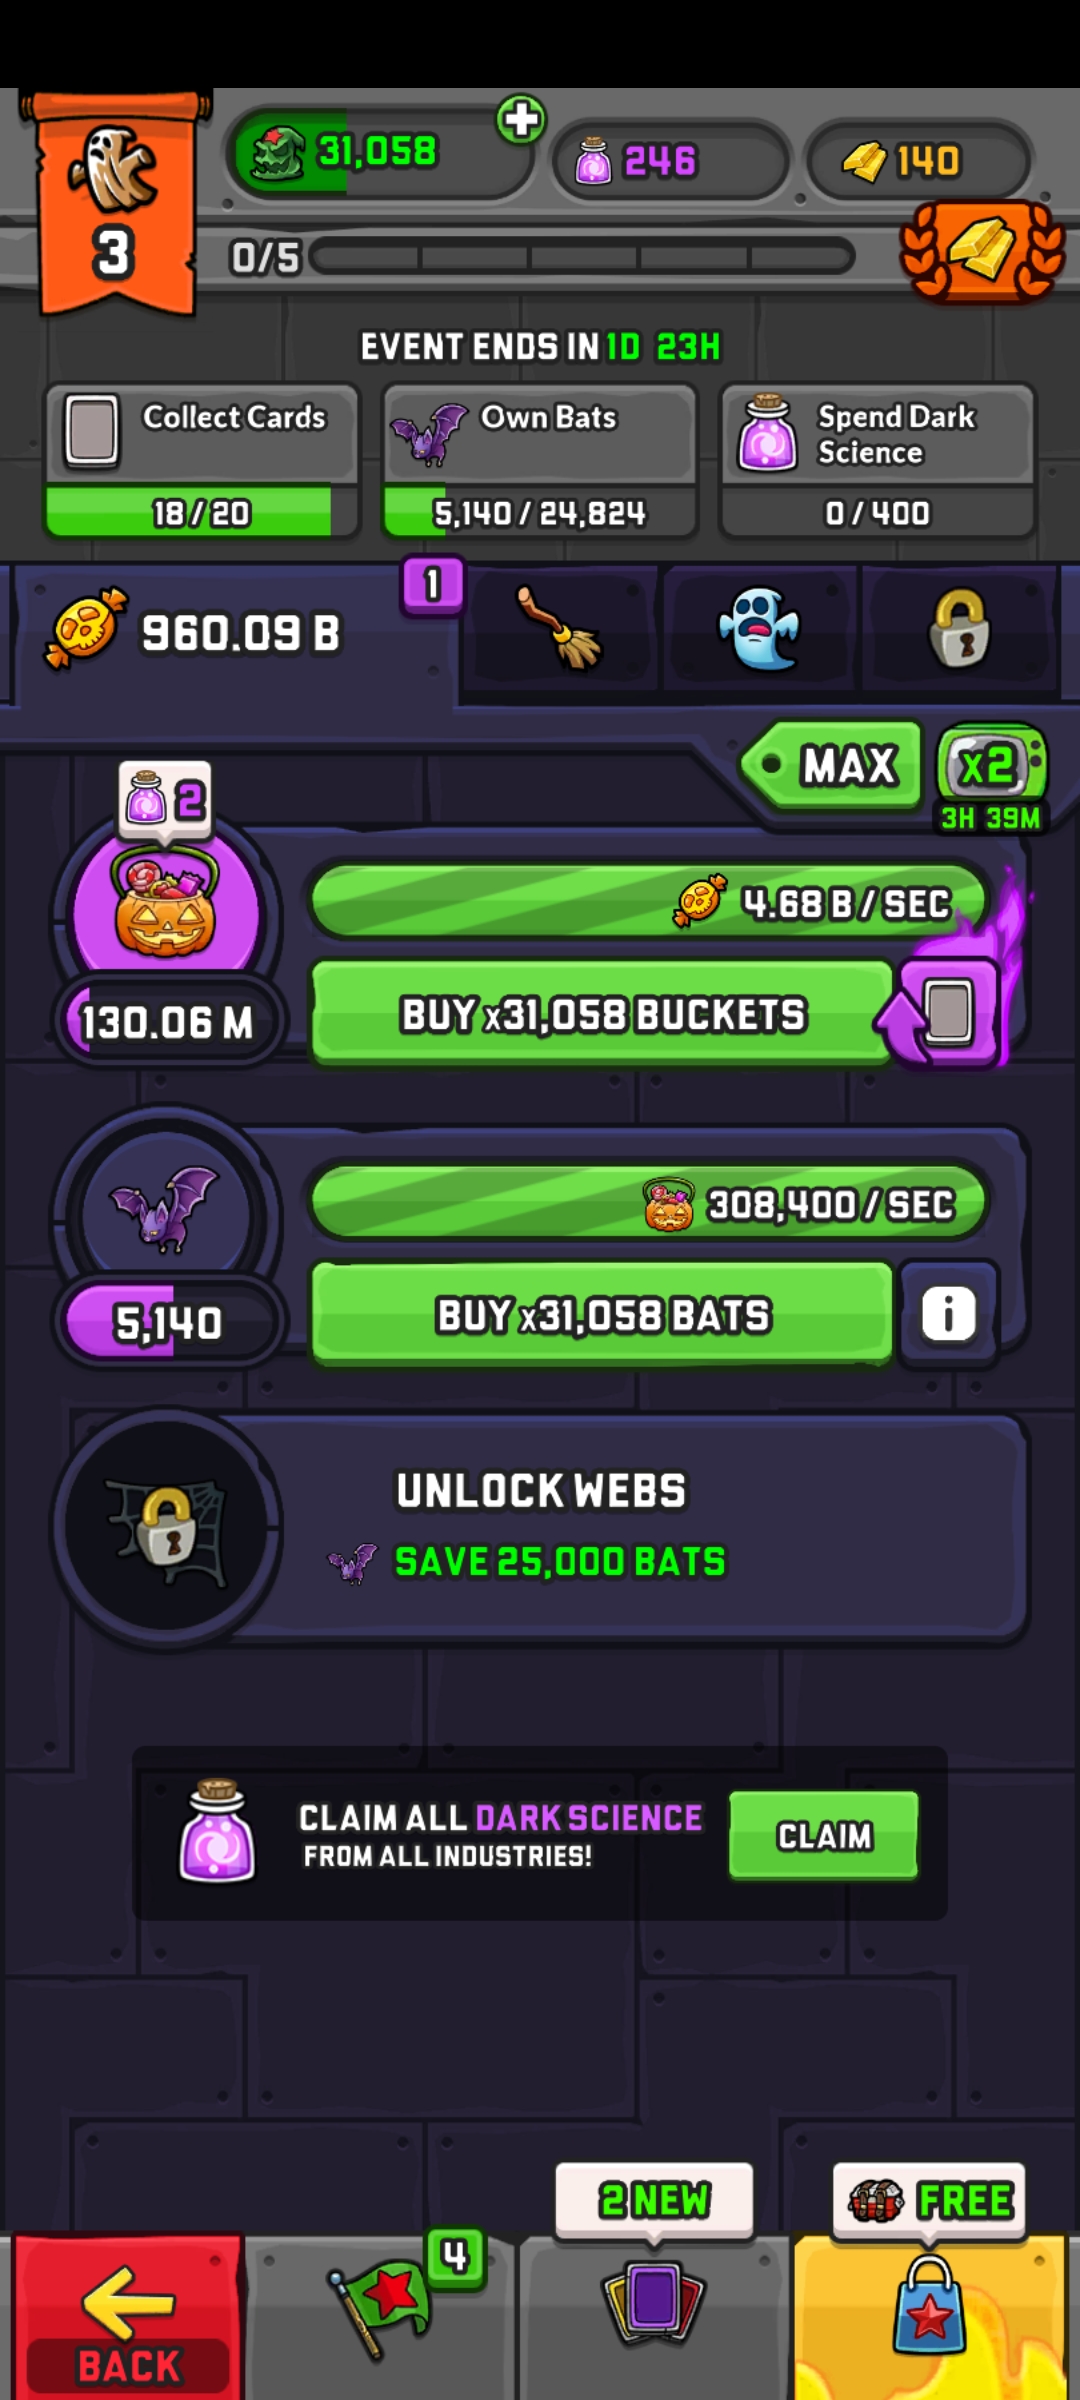 31,058
246
140
3
0/5
EVENT ENDS IN 1D 23H
Collect Cards
18/20
Own Bats
5,140/24,824
Spend Dark
Science
0/400
960.09 B
1
MAX
x2
3H 39M
2
4.68 B/SEC
130.06 M
BUY x31,058 BUCKETS
308,400/SEC
5,140
BUY x31,058 BATS
i
UNLOCK WEBS
SAVE 25,000 BATS
CLAIM ALL DARK SCIENCE
FROM ALL INDUSTRIES!
CLAIM
2 NEW
FREE
4
BACK